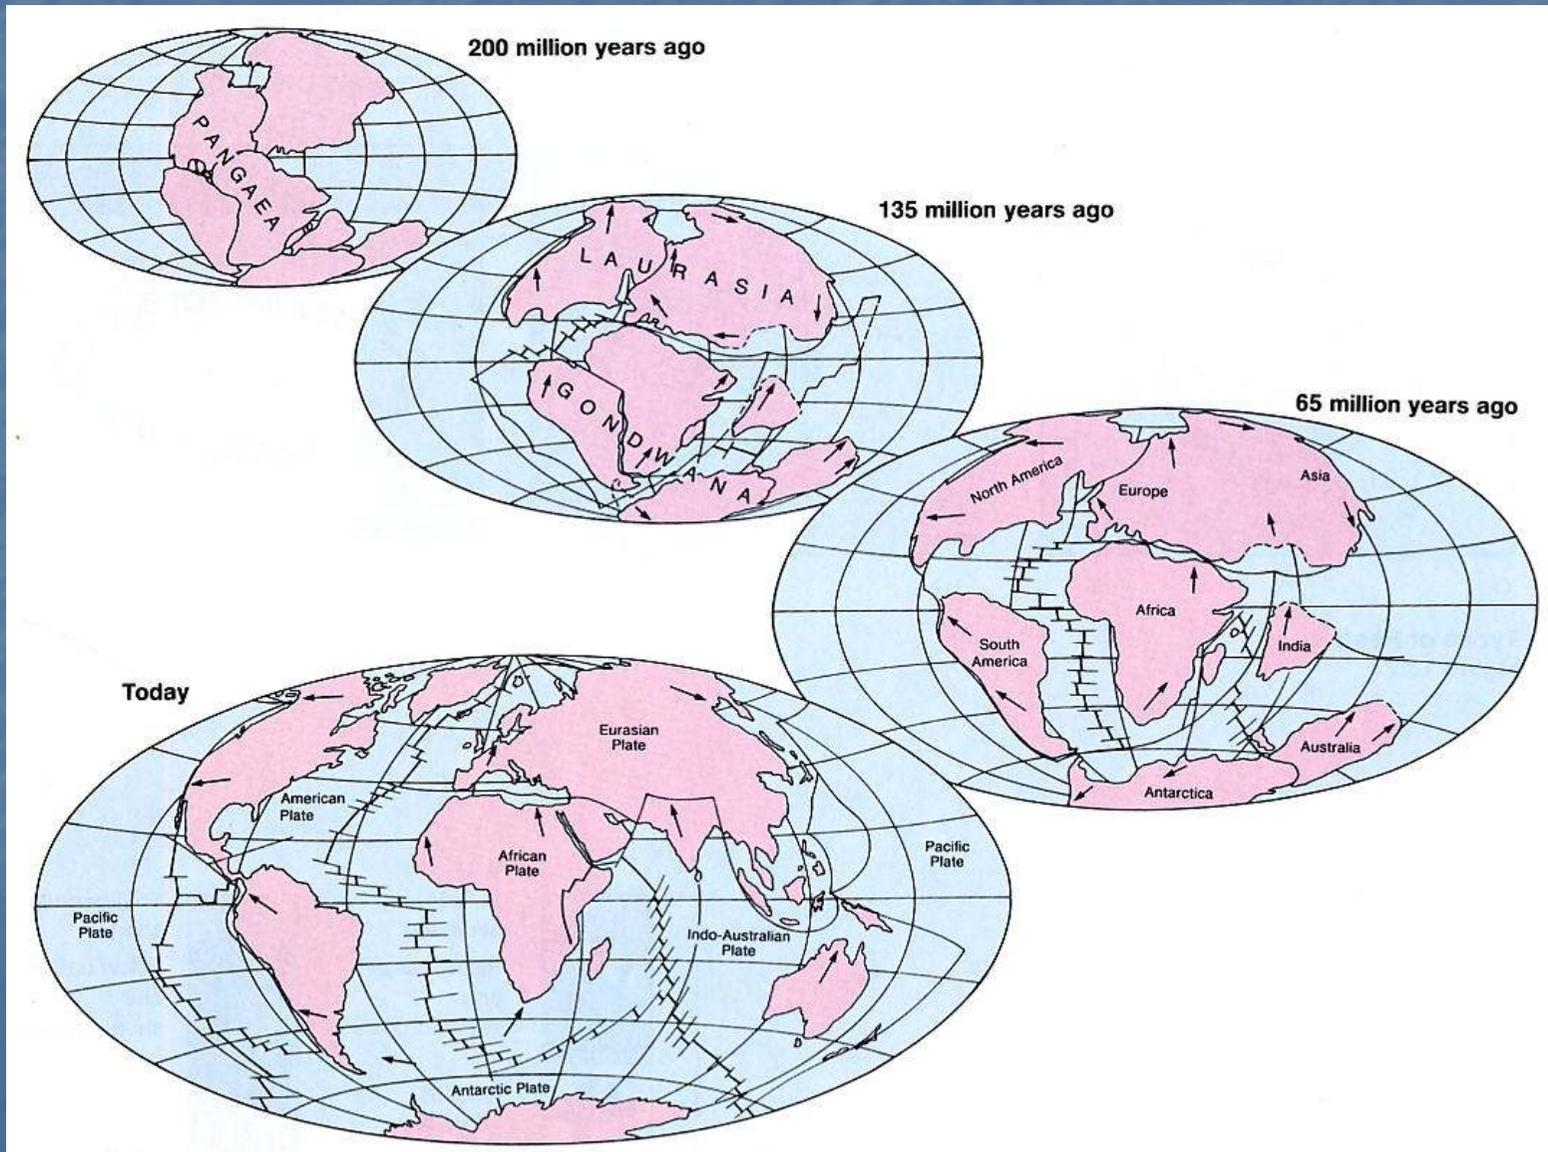 200 million years ago
PANGAEA
135 million years ago
LAURASIA
GONDWANA
65 million years ago
North America
Europe
Asia
Africa
South
America
India
Australia
Antarctica
Today
Eurasian
Plate
American
Plate
African
Plate
Pacific
Plate
Pacific
Plate
Indo-Australian
Plate
Antarctic Plate